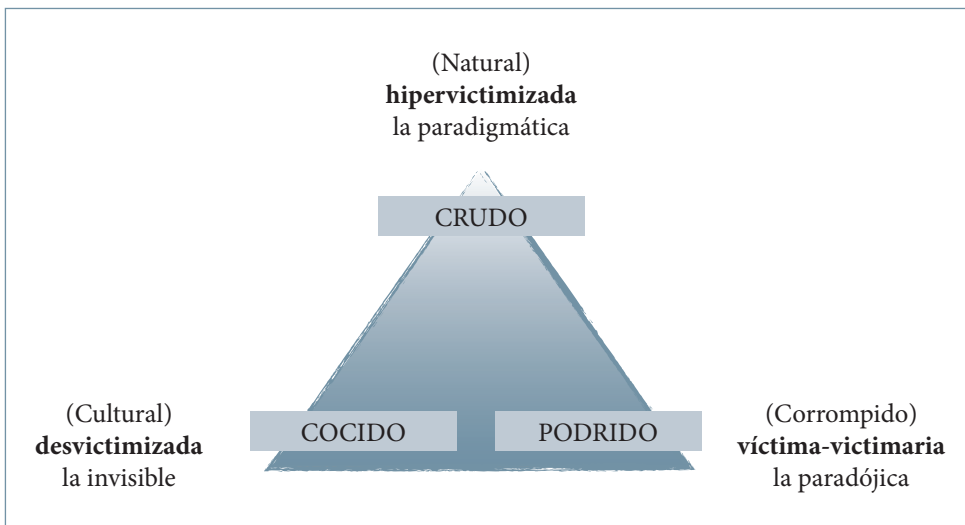 (Natural)
hipervictimizada
la paradigmática
CRUDO
(Cultural)
desvictimizada
la invisible
COCIDO
PODRIDO
(Corrompido)
víctima-victimaria
la paradójica